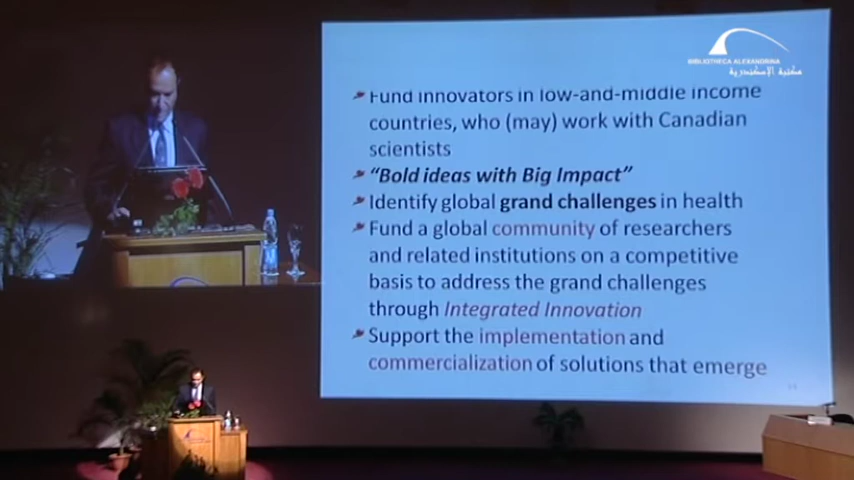 BIBLIOTHECA ALEXANDRINA
مكتبة الإسكندرية
Fund innovators in low-and-middle income
countries, who (may) work with Canadian
scientists
“Bold ideas with Big Impact”
Identify global grand challenges in health
Fund a global community of researchers
and related institutions on a competitive
basis to address the grand challenges
through Integrated Innovation
Support the implementation and
commercialization of solutions that emerge